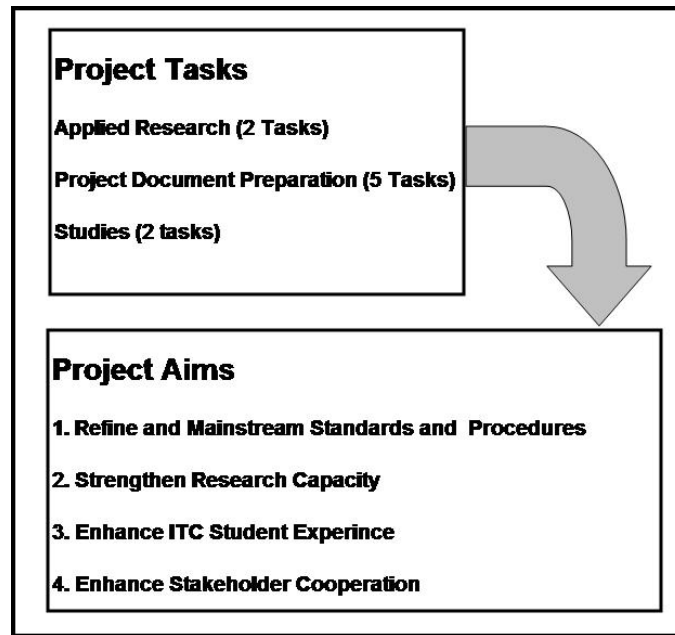 Project Tasks
Applied Research (2 Tasks)
Project Document Preparation (5 Tasks)
Studies (2 tasks)
Project Aims
1. Refine and Mainstream Standards and Procedures
2. Strengthen Research Capacity
3. Enhance ITC Student Experince
4. Enhance Stakeholder Cooperation